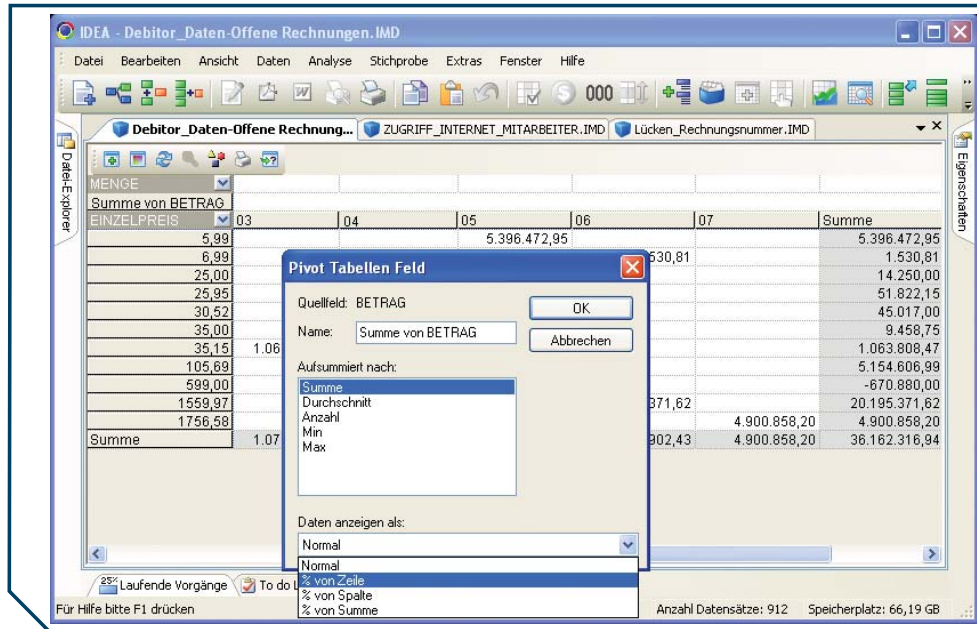 IDEA - Debitor_Daten-Offene Rechnungen.IMD
Datei Bearbeiten Ansicht Daten Analyse Stichprobe Extras Fenster Hilfe
000
Debitor_Daten-Offene Rechnung... ZUGRIFF_INTERNET_MITARBEITER.IMD Lücken_Rechnungsnummer.IMD
Datei-Explorer
Eigenschaften
MENGE
Summe von BETRAG
EINZELPREIS 03 04 05 06 07 Summe
5,99 5.396.472,95 5.396.472,95
6,99 530,81 1.530,81
25,00 14.250,00
25,95 51.822,15
30,52 45.017,00
35,00 9.458,75
35,15 1.06 1.063.808,47
105,69 5.154.606,99
599,00 -670.880,00
1559,97 371,62 20.195.371,62
1756,58 4.900.858,20 4.900.858,20
Summe 1.07 902,43 4.900.858,20 36.162.316,94
Pivot Tabellen Feld
Quellfeld: BETRAG
OK
Name: Summe von BETRAG
Abbrechen
Aufsummiert nach:
Summe
Durchschnitt
Anzahl
Min
Max
Daten anzeigen als:
Normal
Normal
% von Zeile
% von Spalte
% von Summe
25% Laufende Vorgänge To do L
Für Hilfe bitte F1 drücken Anzahl Datensätze: 912 Speicherplatz: 66,19 GB